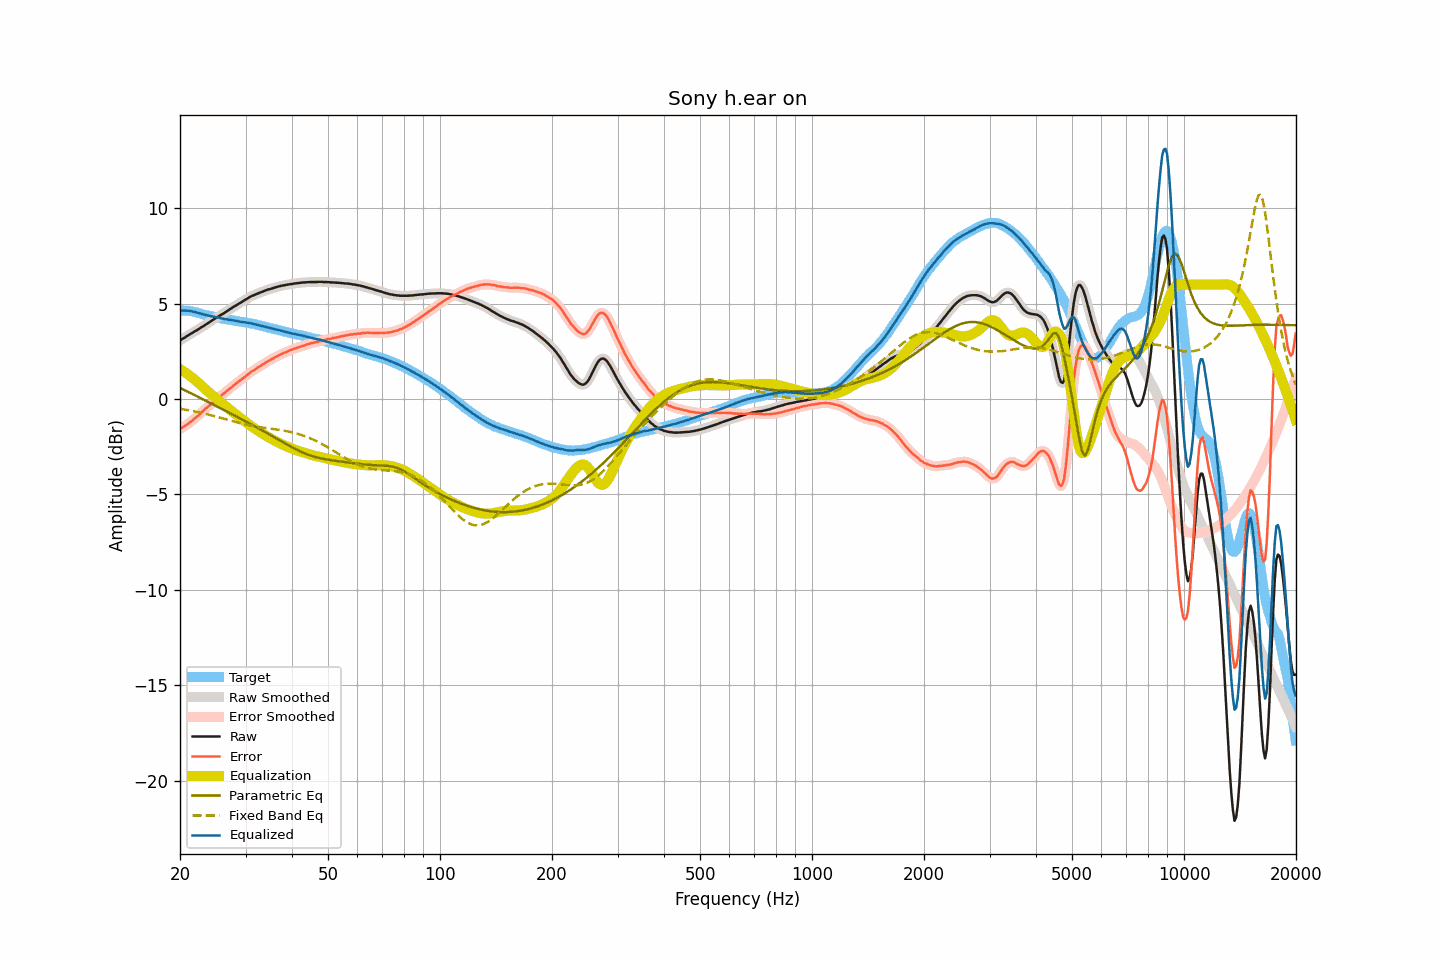 Sony h.ear on
Amplitude (dBr)
10
5
0
−5
−10
−15
−20
Target
Raw Smoothed
Error Smoothed
Raw
Error
Equalization
Parametric Eq
Fixed Band Eq
Equalized
20 50 100 200 500 1000 2000 5000 10000 20000
Frequency (Hz)